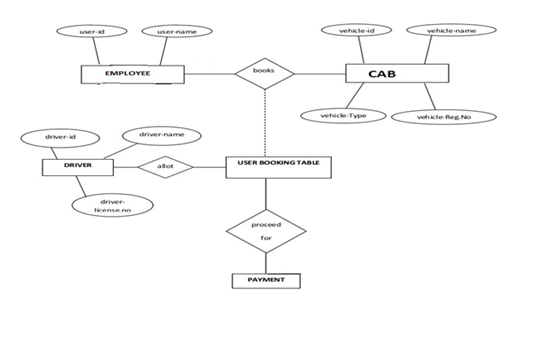 user-id
user-name
vehicle-id
vehicle-name
EMPLOYEE
books
CAB
vehicle-Type
vehicle-Reg.No
driver-id
driver-name
DRIVER
allot
USER BOOKING TABLE
driver-
license.no
proceed
for
PAYMENT